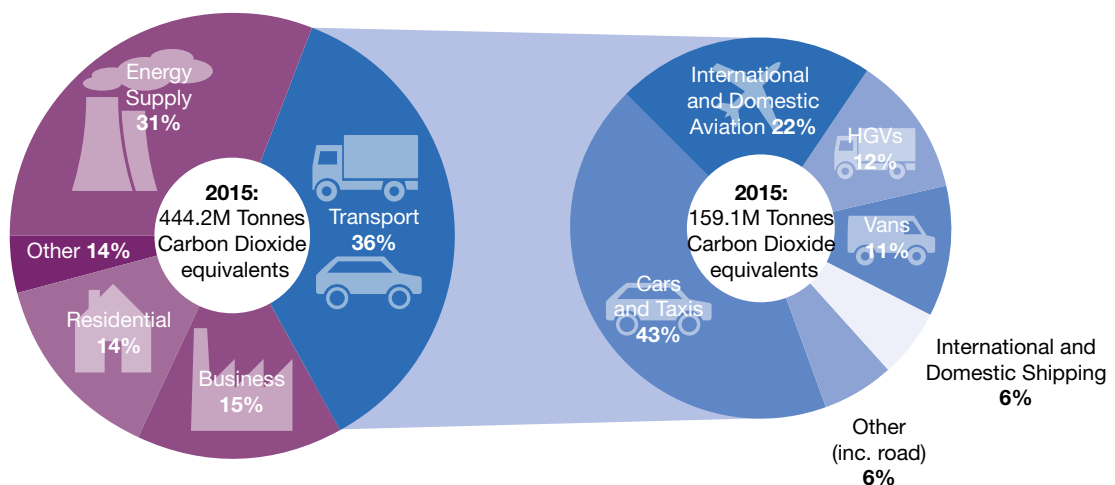 Energy
Supply
31%
Transport
36%
2015:
444.2M Tonnes
Carbon Dioxide
equivalents
Other 14%
Residential
14%
Business
15%
International
and Domestic
Aviation 22%
HGVs
12%
Vans
11%
2015:
159.1M Tonnes
Carbon Dioxide
equivalents
Cars
and Taxis
43%
International and
Domestic Shipping
6%
Other
(inc. road)
6%